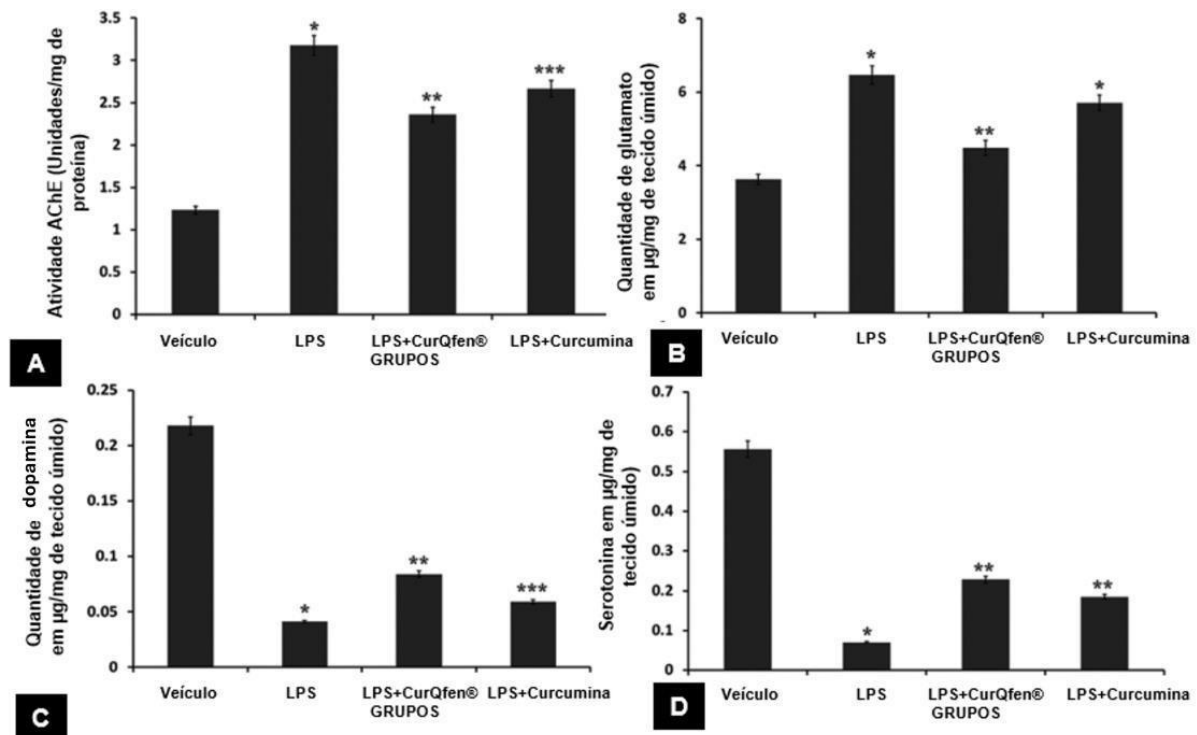 Atividade AChE (Unidades/mg de
proteína)
3.5
3
2.5
2
1.5
1
0.5
0
*
**
***
Veículo
LPS
LPS+CurQfen®
LPS+Curcumina
GRUPOS
A
Quantidade de glutamato
em µg/mg de tecido úmido)
8
6
4
2
0
*
**
*
Veículo
LPS
LPS+CurQfen®
LPS+Curcumina
GRUPOS
B
Quantidade de dopamina
em µg/mg de tecido úmido)
0.25
0.2
0.15
0.1
0.05
0
*
**
***
Veículo
LPS
LPS+CurQfen®
LPS+Curcumina
GRUPOS
C
Serotonina em µg/mg de
tecido úmido)
0.7
0.6
0.5
0.4
0.3
0.2
0.1
0
*
**
**
Veículo
LPS
LPS+CurQfen®
LPS+Curcumina
GRUPOS
D